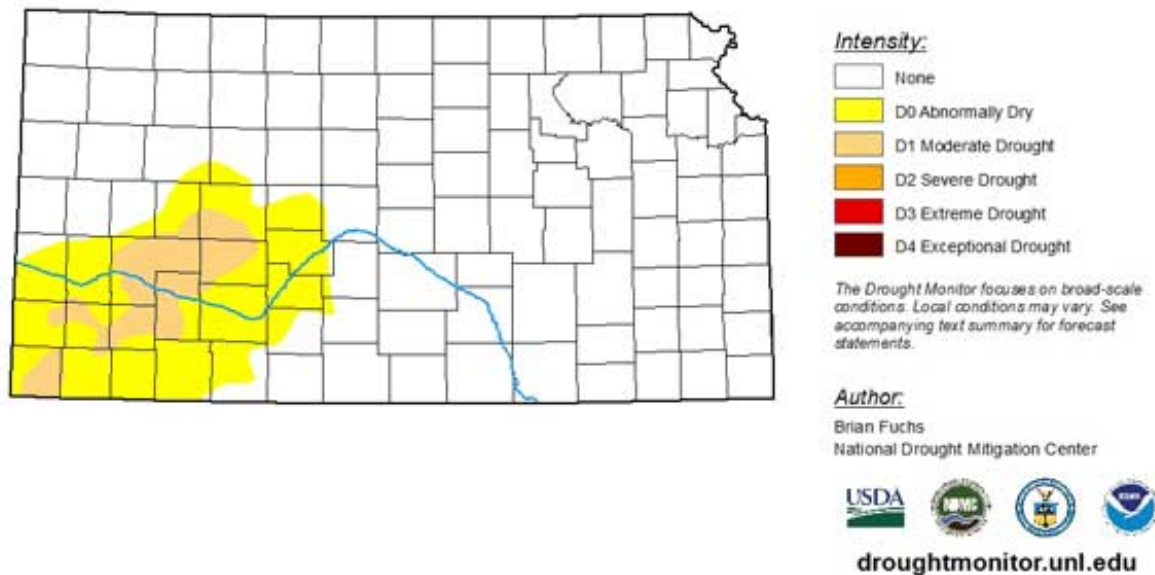 Intensity:
None
D0 Abnormally Dry
D1 Moderate Drought
D2 Severe Drought
D3 Extreme Drought
D4 Exceptional Drought
The Drought Monitor focuses on broad-scale
conditions. Local conditions may vary. See
accompanying text summary for forecast
statements.
Author:
Brian Fuchs
National Drought Mitigation Center
USDA
NDMC
droughtmonitor.unl.edu